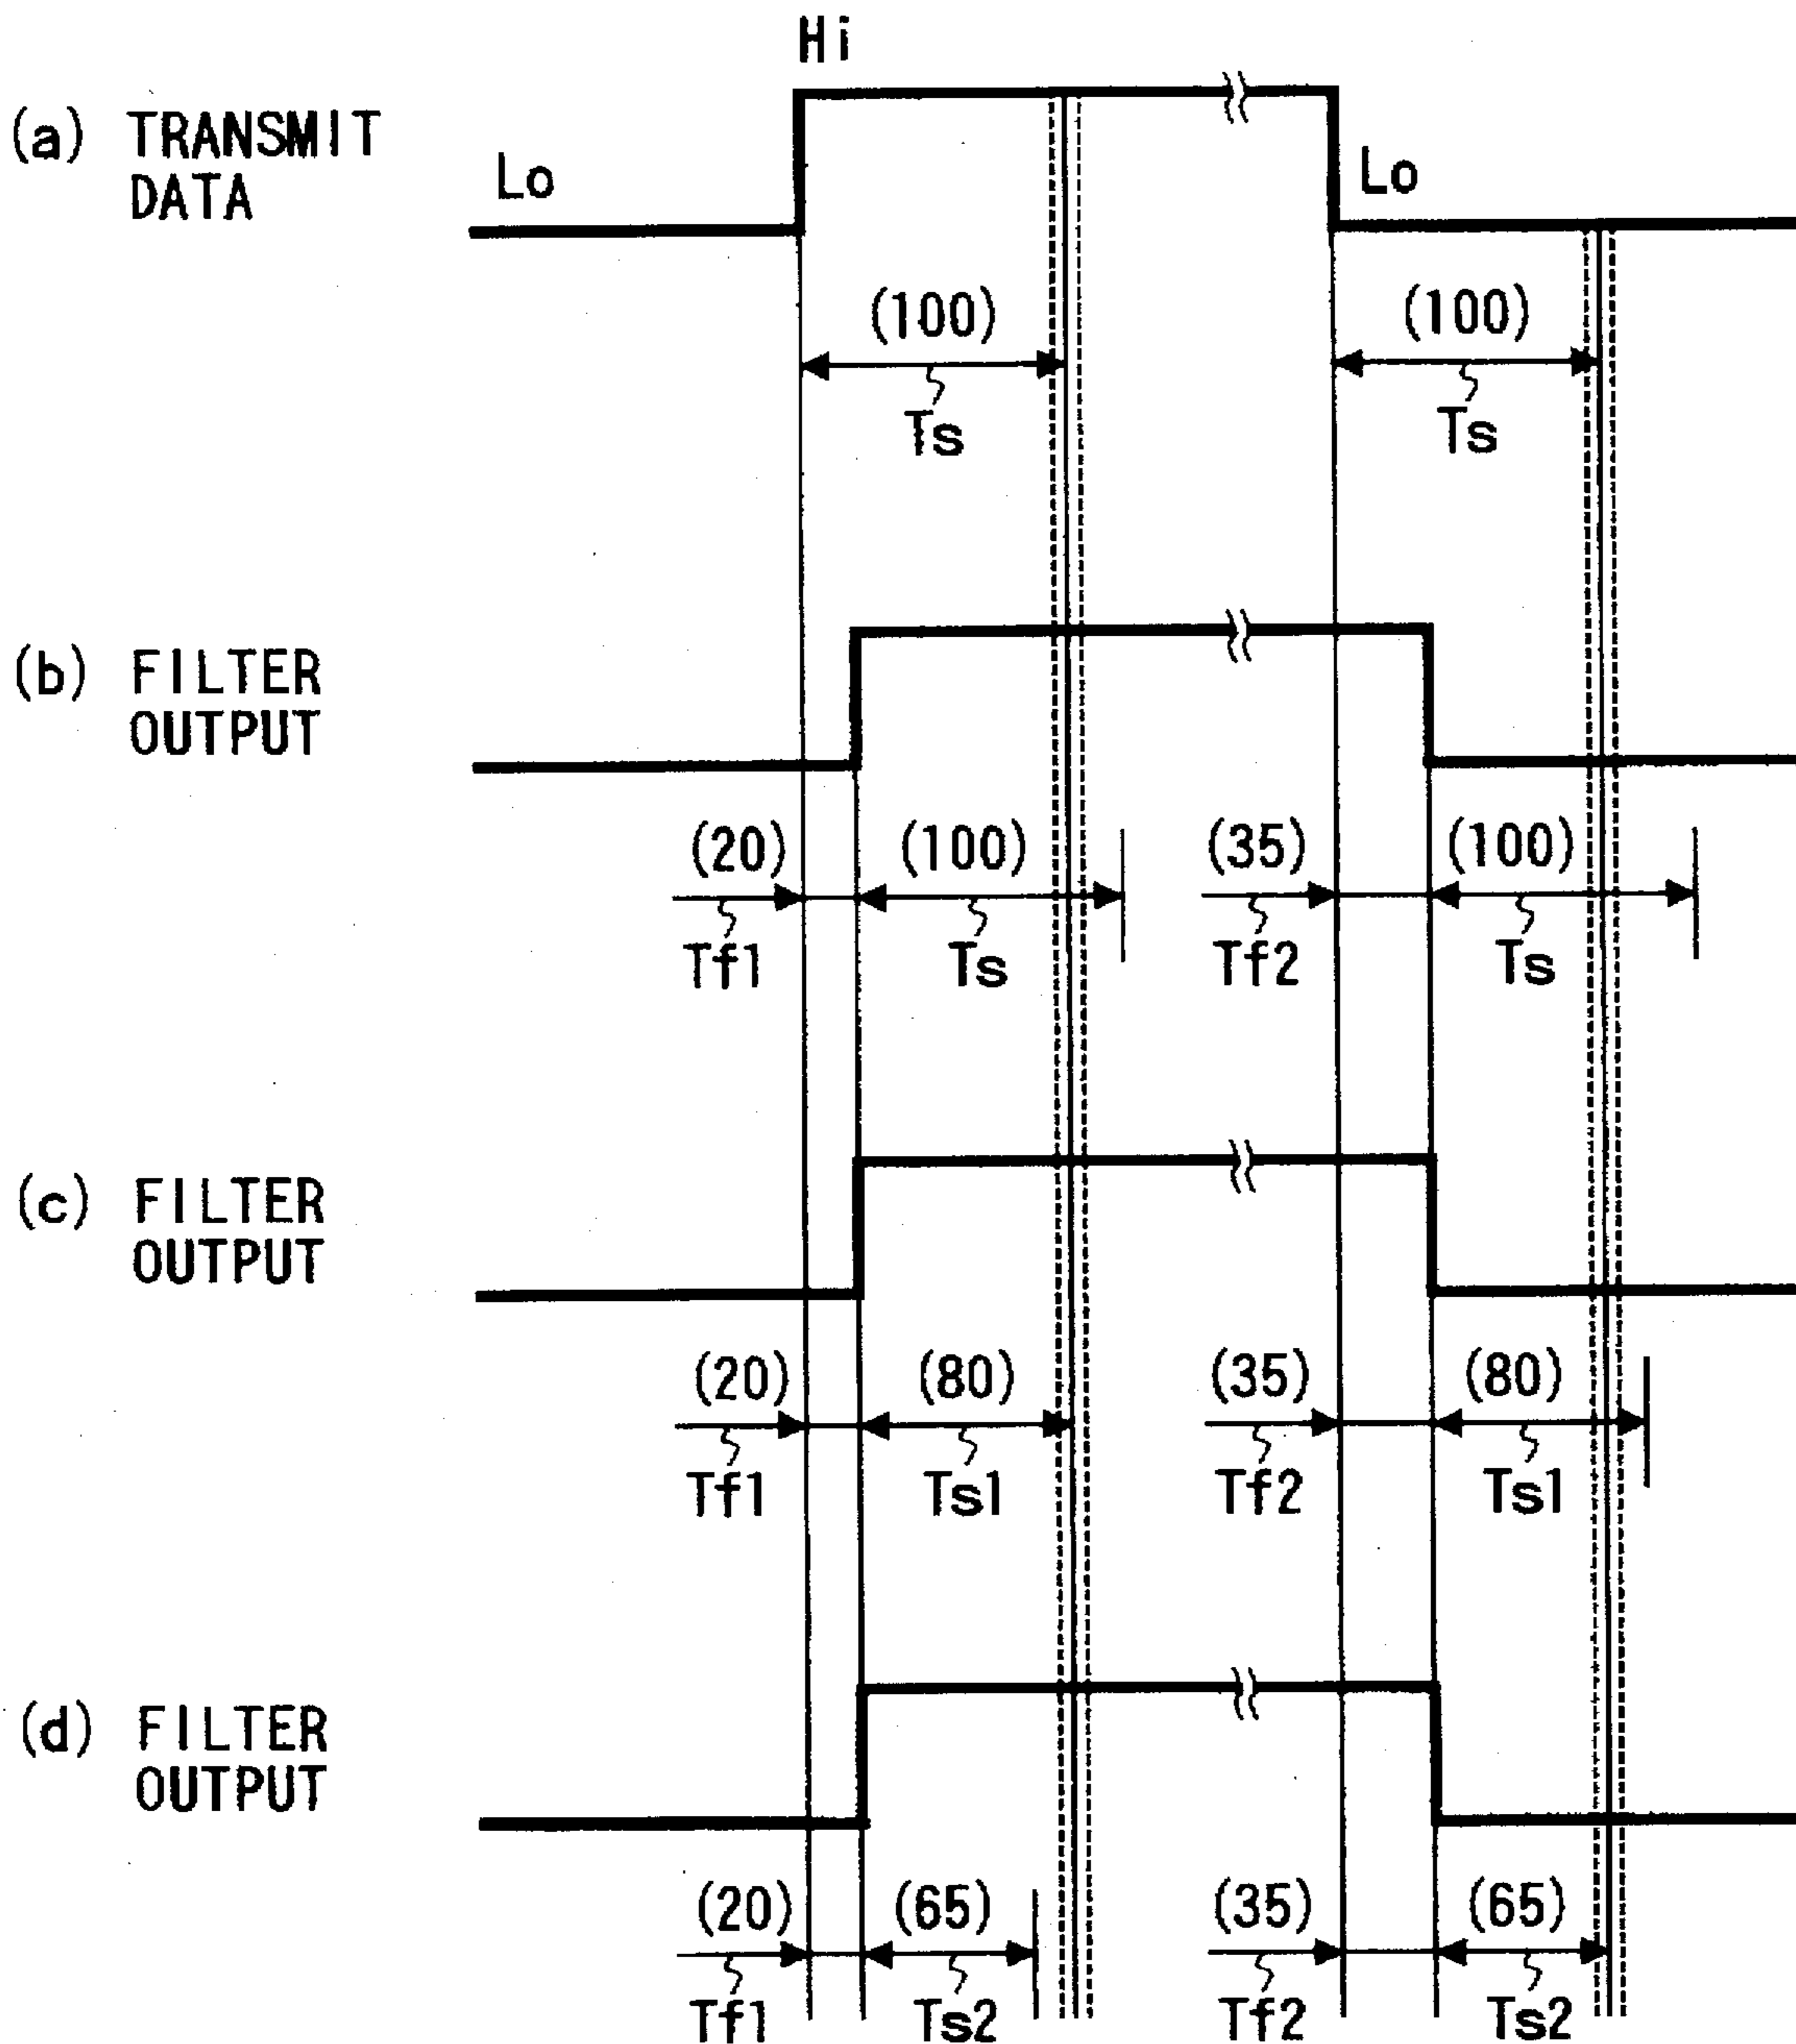 Hi
(a) TRANSMIT
DATA
Lo
Lo
(100)
(100)
Ts
Ts
(b) FILTER
OUTPUT
(20)
(100)
(35)
(100)
Tf1
Ts
Tf2
Ts
(c) FILTER
OUTPUT
(20)
(80)
(35)
(80)
Tf1
Ts1
Tf2
Ts1
(d) FILTER
OUTPUT
(20)
(65)
(35)
(65)
Tf1
Ts2
Tf2
Ts2